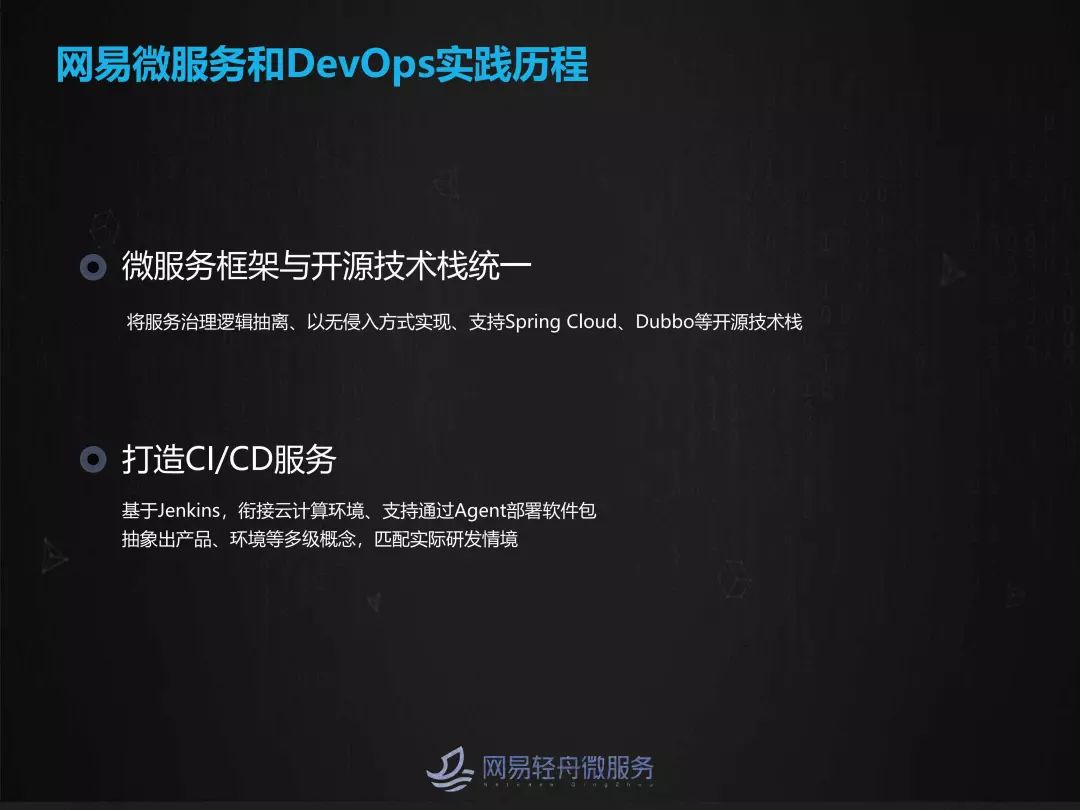 网易微服务和DevOps实践历程
微服务框架与开源技术栈统一
将服务治理逻辑抽离、以无侵入方式实现、支持Spring Cloud、Dubbo等开源技术栈
打造CI/CD服务
基于Jenkins，衔接云计算环境、支持通过Agent部署软件包
抽象出产品、环境等多级概念，匹配实际研发情境
网易轻舟微服务